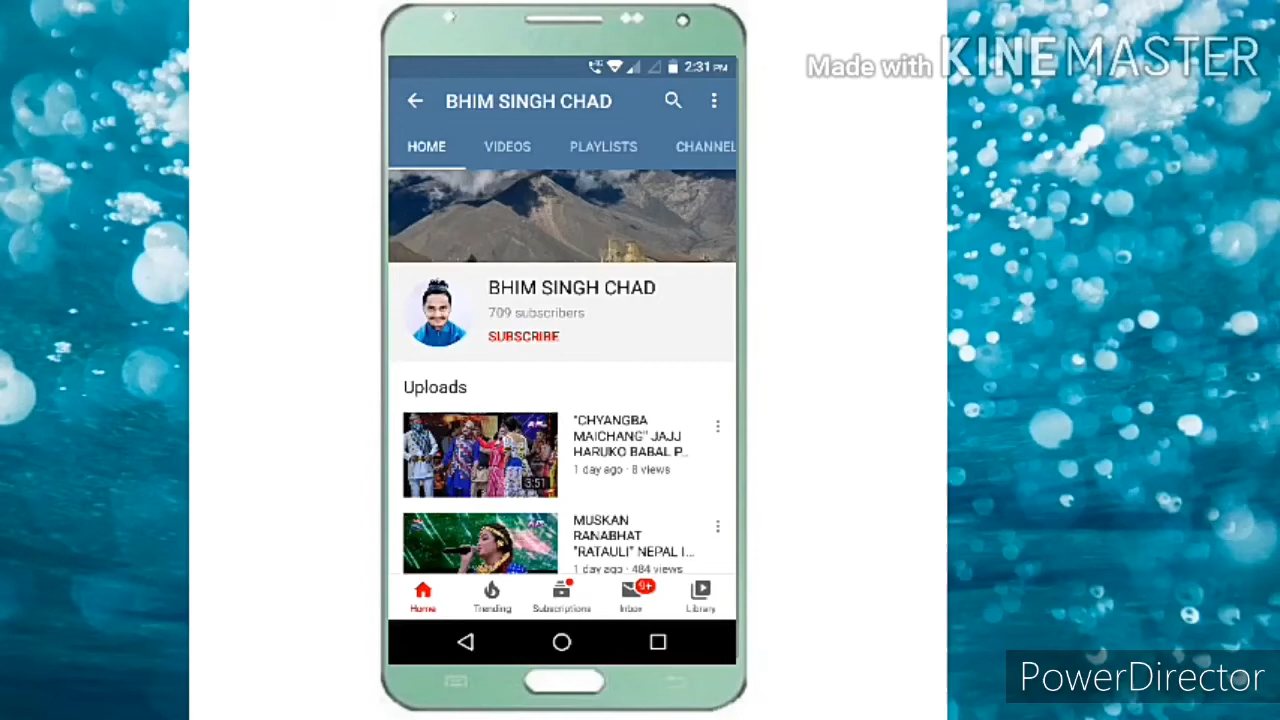 Made with KINEMASTER
2:31 PM
BHIM SINGH CHAD
HOME VIDEOS PLAYLISTS CHANNEL
BHIM SINGH CHAD
709 subscribers
SUBSCRIBE
Uploads
"CHYANGBA
MAICHANG" JAJJ
HARUKO BABAL P...
1 day ago · 8 views
3:51
MUSKAN
RANABHAT
"RATAULI" NEPAL I...
1 day ago · 484 views
9+
Home Trending Subscriptions Inbox Library
PowerDirector